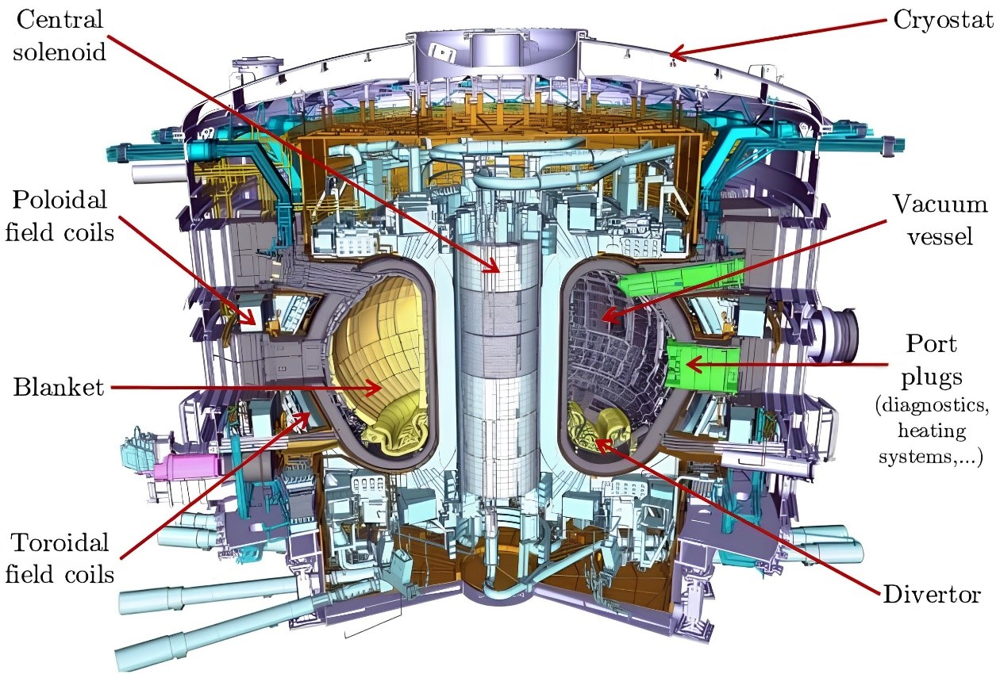 Central
solenoid
Cryostat
Poloidal
field coils
Vacuum
vessel
Blanket
Port
plugs
(diagnostics,
heating
systems,...)
Toroidal
field coils
Divertor